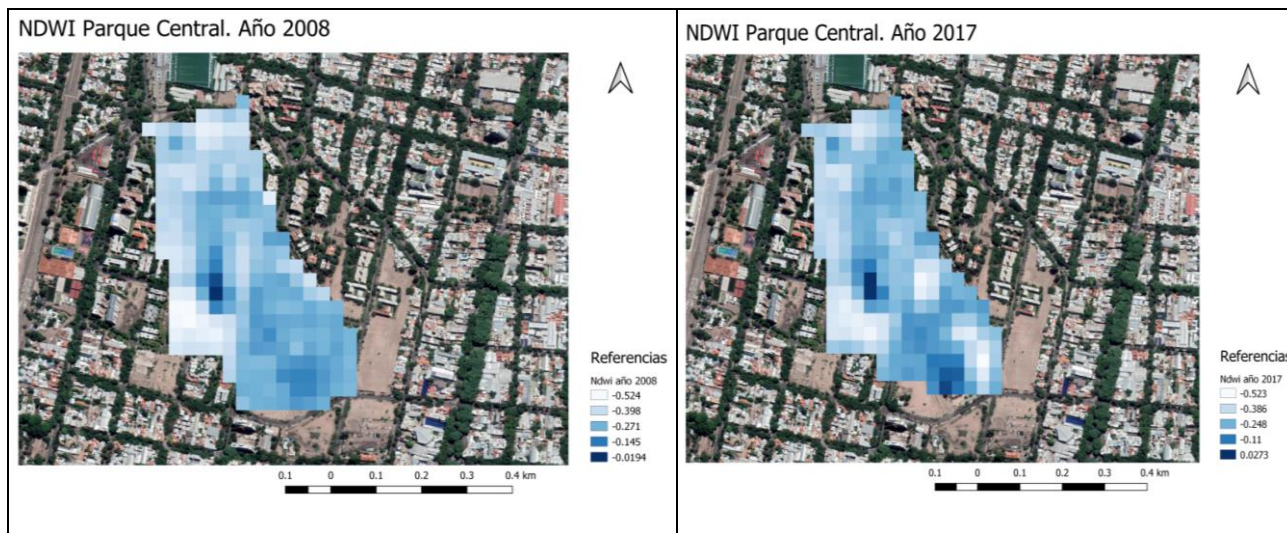 NDWI Parque Central. Año 2008
Referencias
Ndwi año 2008
-0.524
-0.398
-0.271
-0.145
-0.0194
0.1 0 0.1 0.2 0.3 0.4 km
NDWI Parque Central. Año 2017
Referencias
Ndwi año 2017
-0.523
-0.386
-0.248
-0.11
0.0273
0.1 0 0.1 0.2 0.3 0.4 km